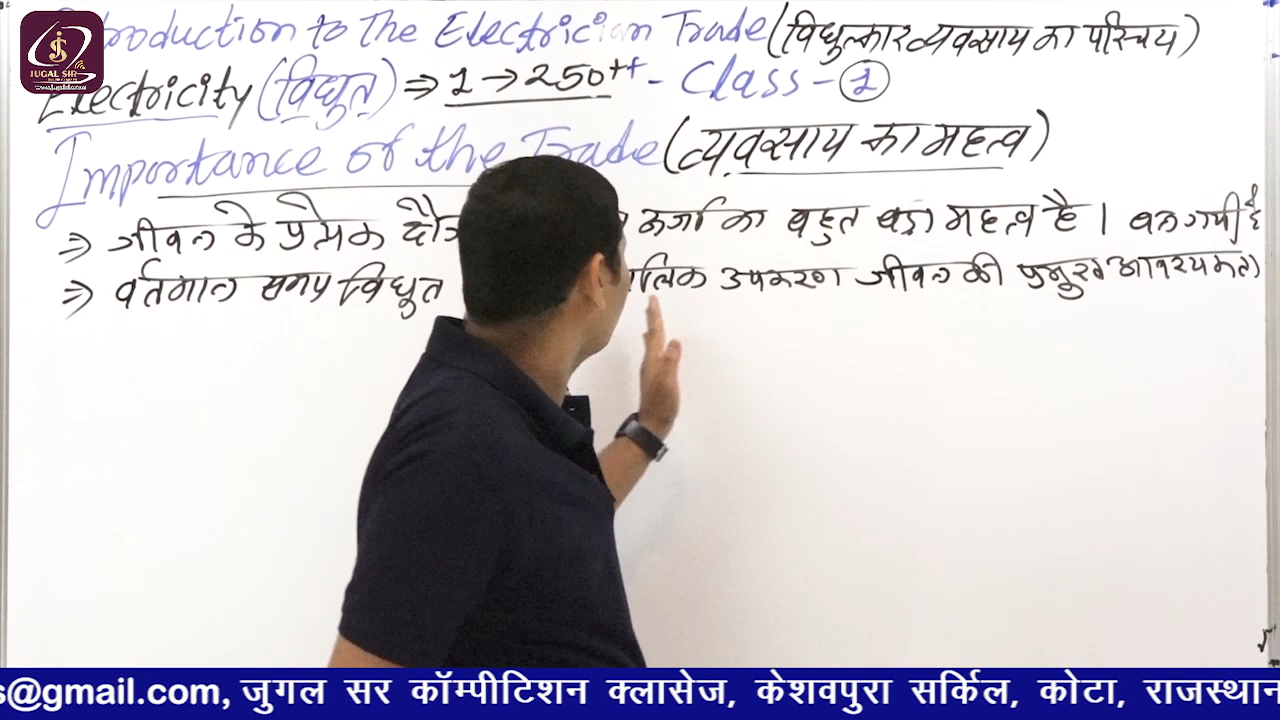 JUGAL SIR
Introduction to The Electrician Trade (विधुत्कार व्यवसाय का परिचय)
Electricity (विधुत) ⇒ 1 → 250++ - Class - 1
Importance of the Trade (व्यवसाय का महत्व)
⇒ जीवन के प्रत्येक क्षेत्र ऊर्जा का बहुत बड़ा महत्व है । बन गयी है
⇒ वर्तमान समय विधुत उपकरण जीवन की प्रमुख आवश्यकता
s@gmail.com, जुगल सर कॉम्पीटिशन क्लासेज, केशवपुरा सर्किल, कोटा, राजस्थान